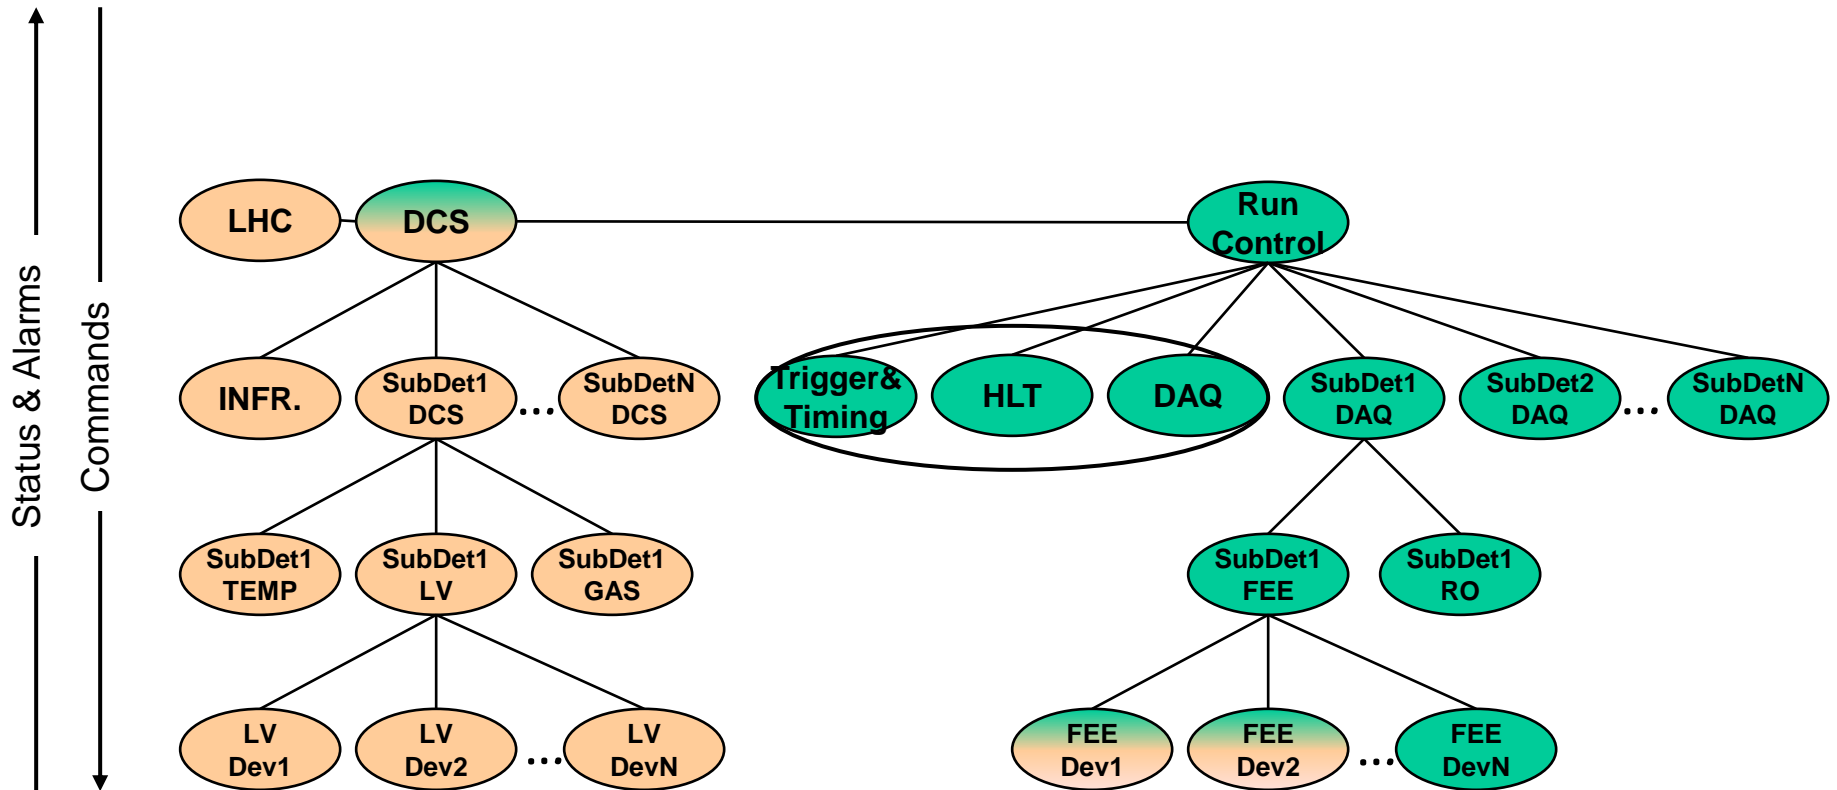 Status & Alarms
Commands
LHC
DCS
Run
Control
INFR.
SubDet1
DCS
...
SubDetN
DCS
Trigger&
Timing
HLT
DAQ
SubDet1
DAQ
SubDet2
DAQ
...
SubDetN
DAQ
SubDet1
TEMP
SubDet1
LV
SubDet1
GAS
SubDet1
FEE
SubDet1
RO
LV
Dev1
LV
Dev2
...
LV
DevN
FEE
Dev1
FEE
Dev2
...
FEE
DevN